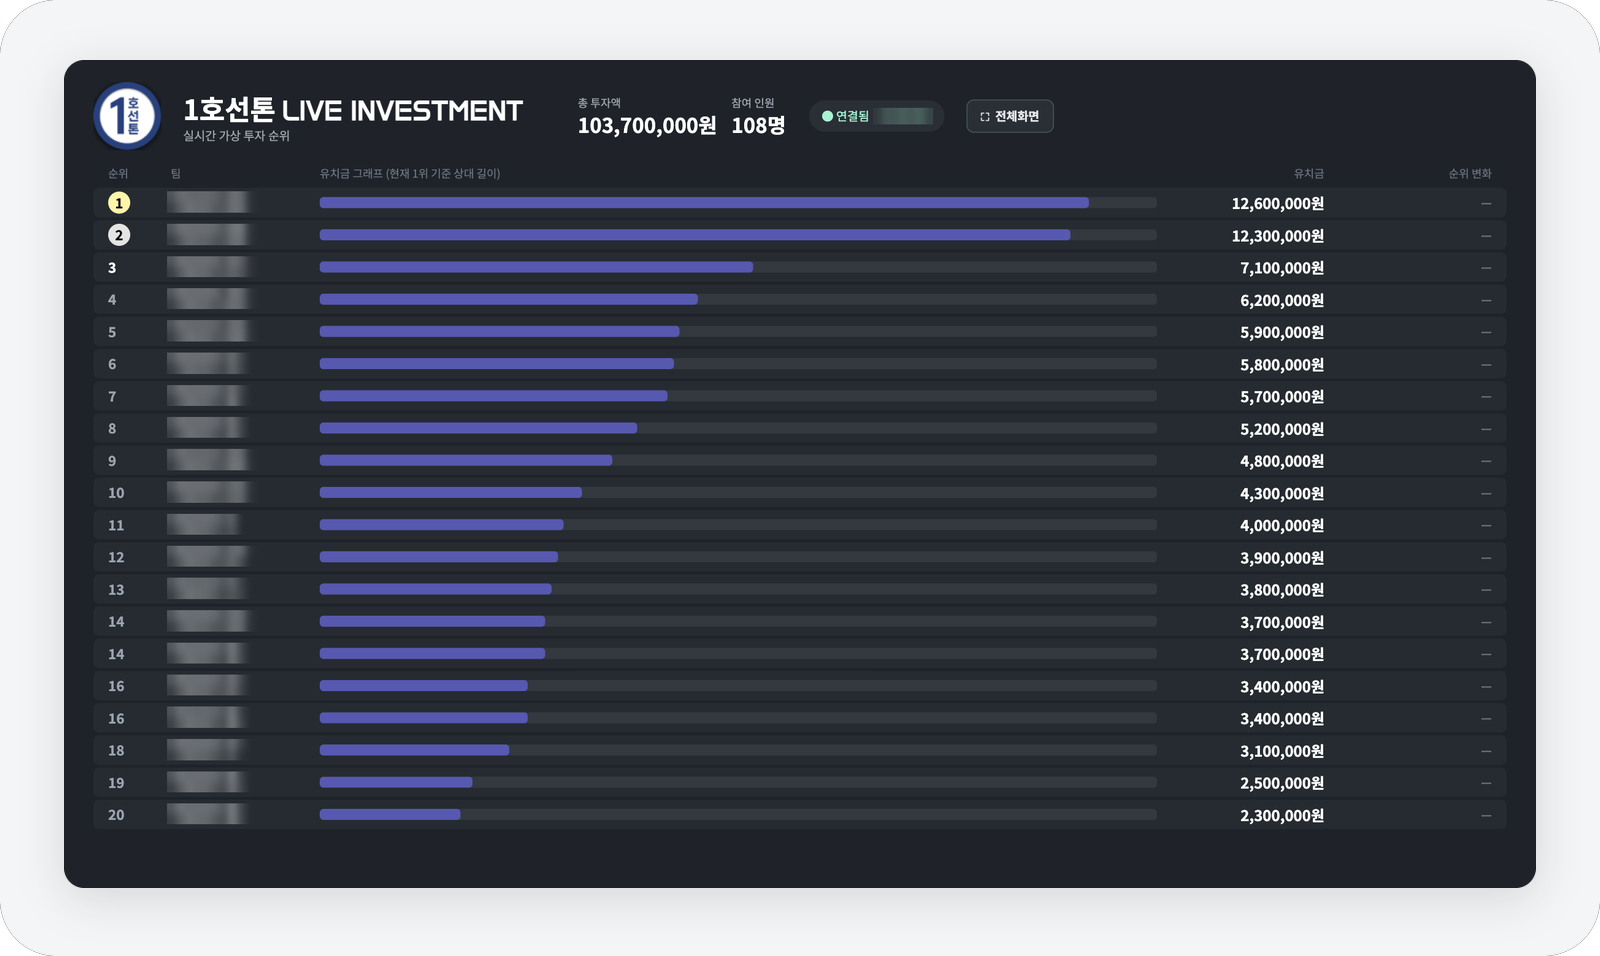 1호선톤
1호선톤 LIVE INVESTMENT
실시간 가상 투자 순위
총 투자액
103,700,000원
참여 인원
108명
연결됨
전체화면
순위 팀 유치금 그래프 (현재 1위 기준 상대 길이) 유치금 순위 변화
1 12,600,000원 —
2 12,300,000원 —
3 7,100,000원 —
4 6,200,000원 —
5 5,900,000원 —
6 5,800,000원 —
7 5,700,000원 —
8 5,200,000원 —
9 4,800,000원 —
10 4,300,000원 —
11 4,000,000원 —
12 3,900,000원 —
13 3,800,000원 —
14 3,700,000원 —
14 3,700,000원 —
16 3,400,000원 —
16 3,400,000원 —
18 3,100,000원 —
19 2,500,000원 —
20 2,300,000원 —